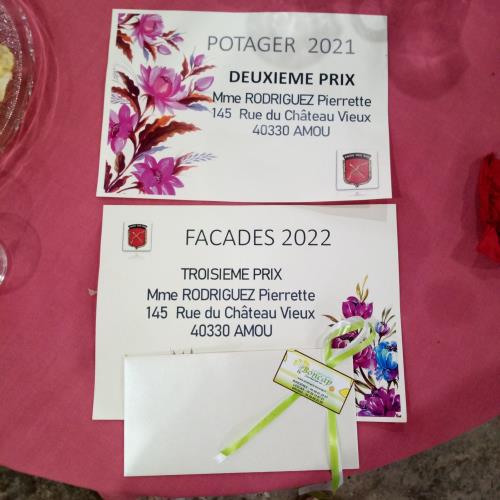 POTAGER 2021
DEUXIEME PRIX
Mme RODRIGUEZ Pierrette
145 Rue du Château Vieux
40330 AMOU
FACADES 2022
TROISIEME PRIX
Mme RODRIGUEZ Pierrette
145 Rue du Château Vieux
40330 AMOU